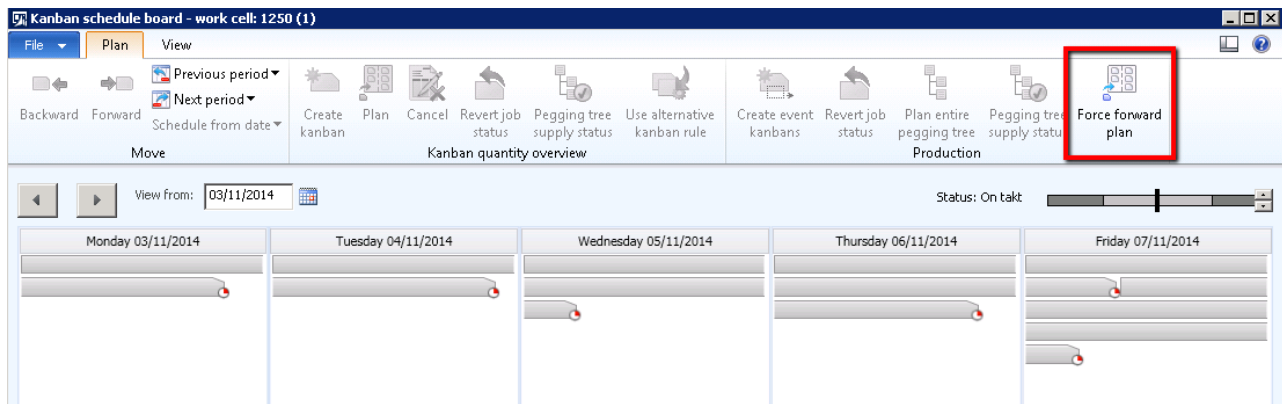 Kanban schedule board - work cell: 1250 (1)
File Plan View
Previous period
Next period
Schedule from date
Backward Forward
Move
Create kanban Plan Cancel Revert job status Pegging tree supply status Use alternative kanban rule
Kanban quantity overview
Create event kanbans Revert job status Plan entire pegging tree Pegging tree supply statu Force forward plan
Production
View from: 03/11/2014
Status: On takt
Monday 03/11/2014 Tuesday 04/11/2014 Wednesday 05/11/2014 Thursday 06/11/2014 Friday 07/11/2014